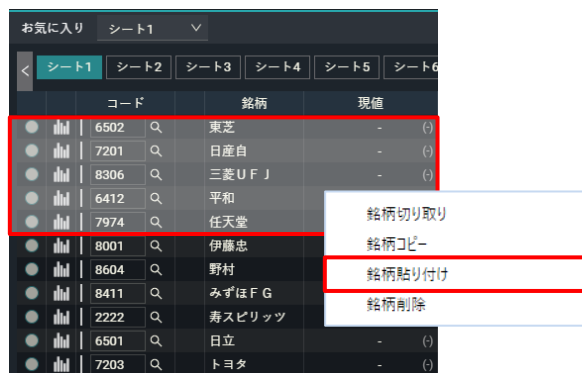 お気に入り シート1
< シート1 シート2 シート3 シート4 シート5 シート6
コード 銘柄 現値
6502 東芝 - (-)
7201 日産自 - (-)
8306 三菱UFJ - (-)
6412 平和
7974 任天堂
8001 伊藤忠
8604 野村
8411 みずほFG
2222 寿スピリッツ
6501 日立 - (-)
7203 トヨタ - (-)
銘柄切り取り
銘柄コピー
銘柄貼り付け
銘柄削除